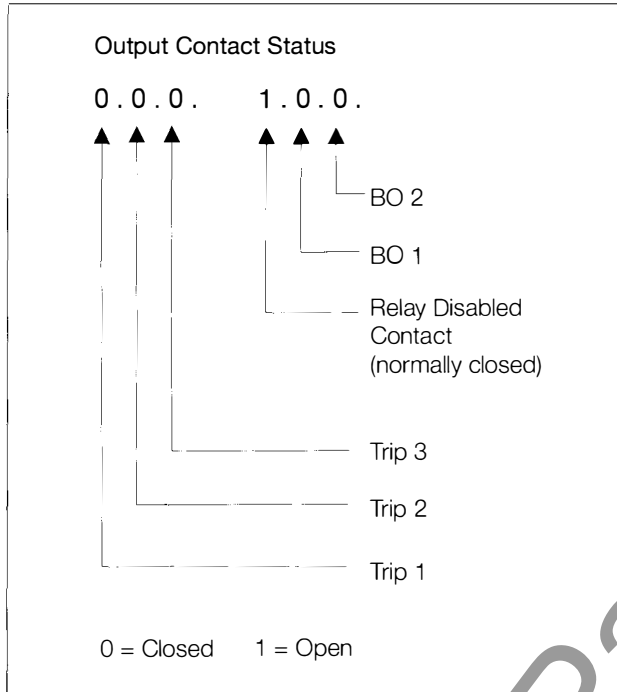 Output Contact Status
0.0.0. 1.0.0.
BO 2
BO 1
Relay Disabled
Contact
(normally closed)
Trip 3
Trip 2
Trip 1
0 = Closed 1 = Open